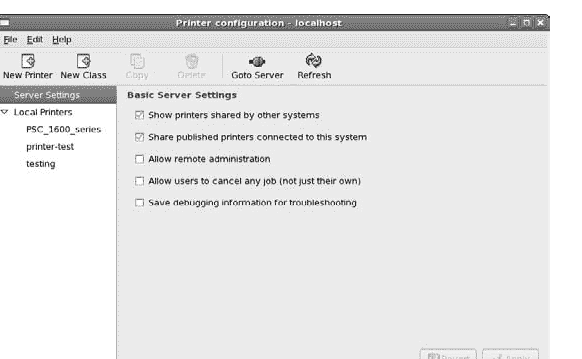 Printer configuration - localhost
File Edit Help
New Printer New Class Copy Delete Goto Server Refresh
Server Settings
Local Printers
PSC_1600_series
printer-test
testing
Basic Server Settings
Show printers shared by other systems
Share published printers connected to this system
Allow remote administration
Allow users to cancel any job (not just their own)
Save debugging information for troubleshooting
Revert Apply